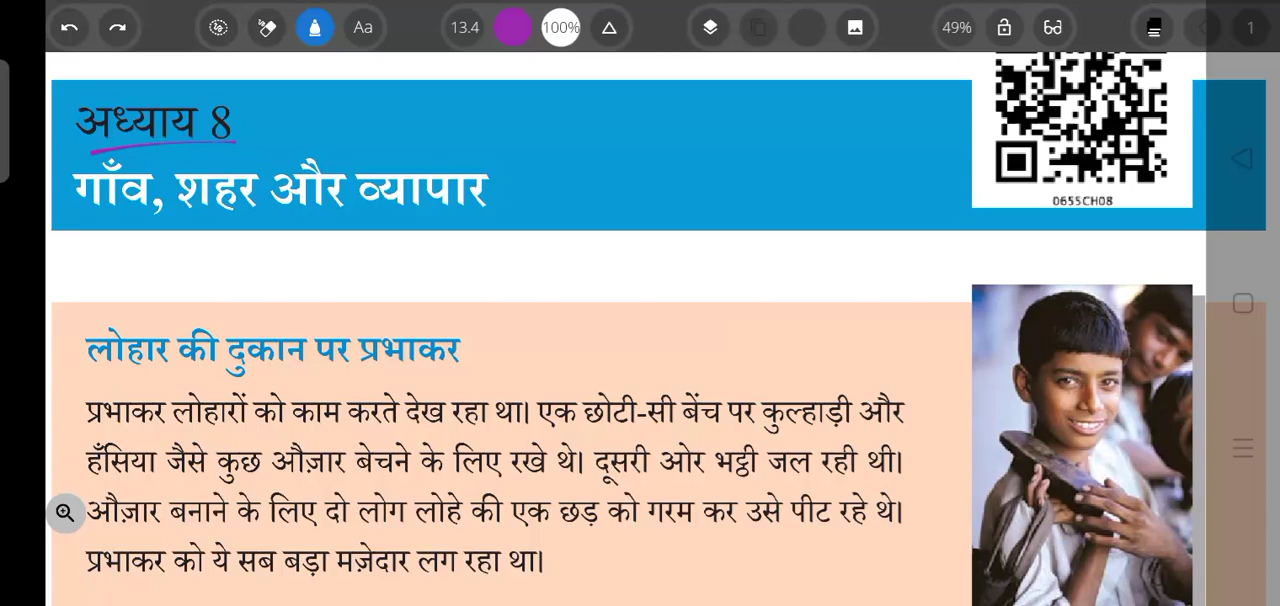 Aa 13.4 100% 49% 1
अध्याय 8
गाँव, शहर और व्यापार
0655CH08
लोहार की दुकान पर प्रभाकर
प्रभाकर लोहारों को काम करते देख रहा था। एक छोटी-सी बेंच पर कुल्हाड़ी और
हँसिया जैसे कुछ औज़ार बेचने के लिए रखे थे। दूसरी ओर भट्ठी जल रही थी।
औज़ार बनाने के लिए दो लोग लोहे की एक छड़ को गरम कर उसे पीट रहे थे।
प्रभाकर को ये सब बड़ा मज़ेदार लग रहा था।